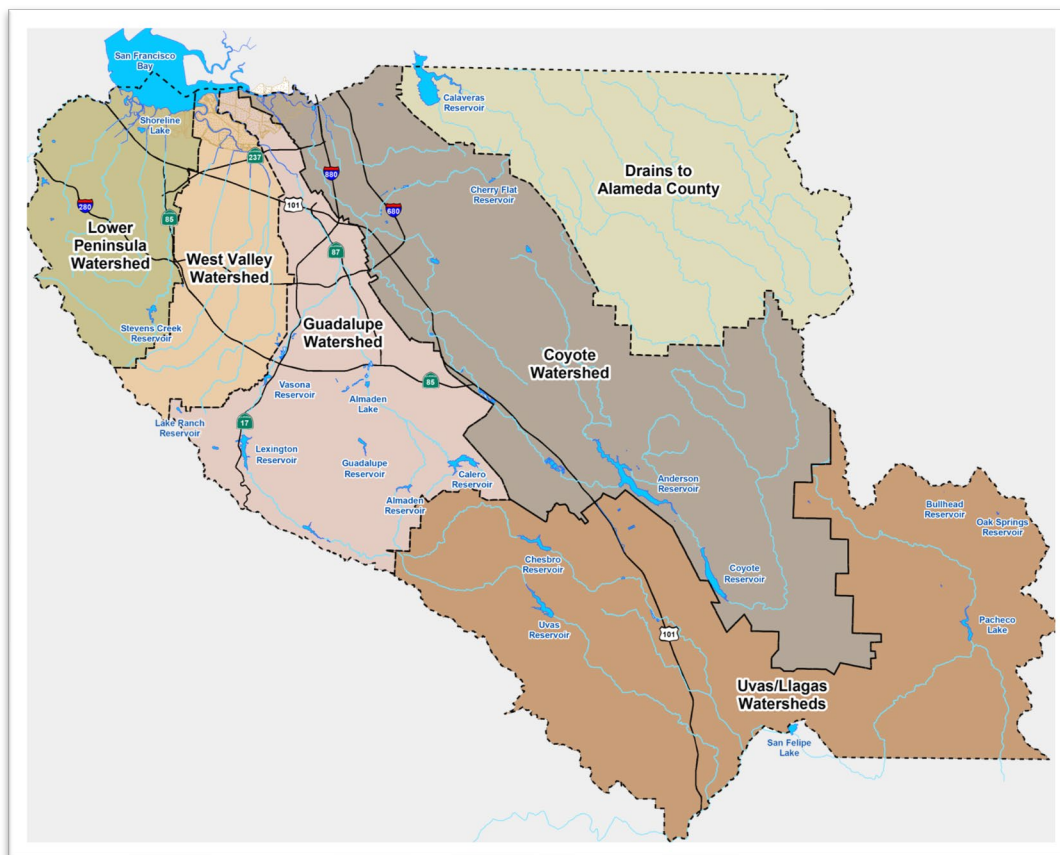 San Francisco
Bay
Shoreline
Lake
Calaveras
Reservoir
Drains to
Alameda County
237
880
680
280
85
101
87
Cherry Flat
Reservoir
Lower
Peninsula
Watershed
West Valley
Watershed
Stevens Creek
Reservoir
Guadalupe
Watershed
Coyote
Watershed
Vasona
Reservoir
Almaden
Lake
85
Lake Ranch
Reservoir
17
Lexington
Reservoir
Guadalupe
Reservoir
Calero
Reservoir
Almaden
Reservoir
Anderson
Reservoir
Bullhead
Reservoir
Oak Springs
Reservoir
Chesbro
Reservoir
Coyote
Reservoir
Uvas
Reservoir
101
Pacheco
Lake
Uvas/Llagas
Watersheds
San Felipe
Lake